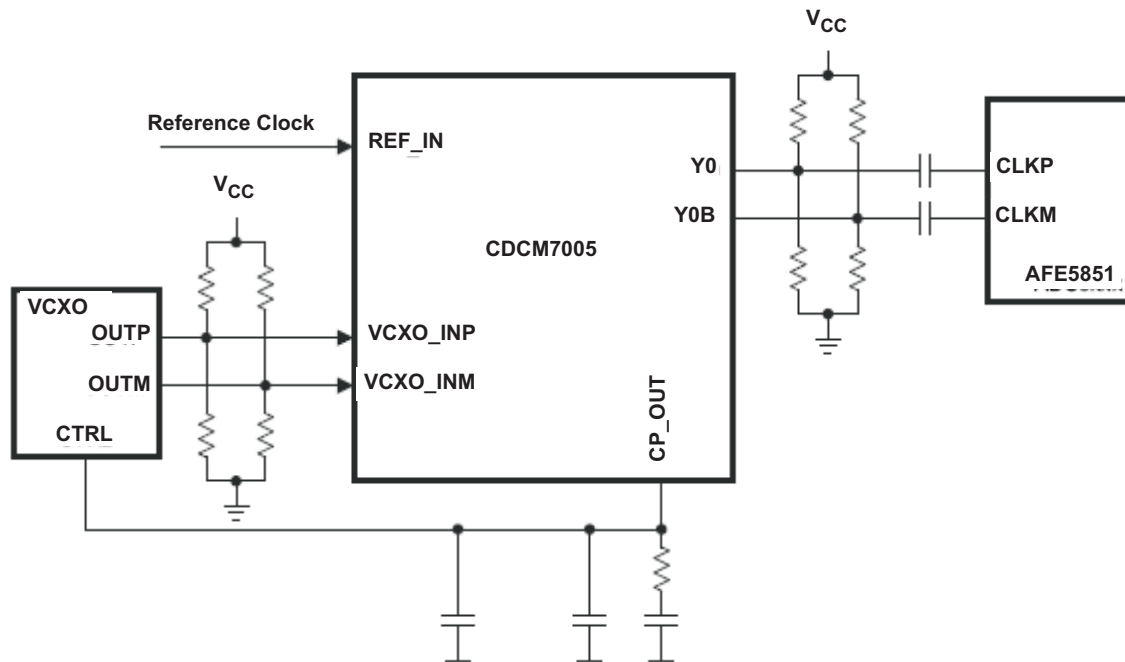 VCC
Reference Clock
REF_IN
Y0
CLKP
VCC
Y0B
CLKM
CDCM7005
AFE5851
VCXO
OUTP
VCXO_INP
OUTM
VCXO_INM
CTRL
CP_OUT